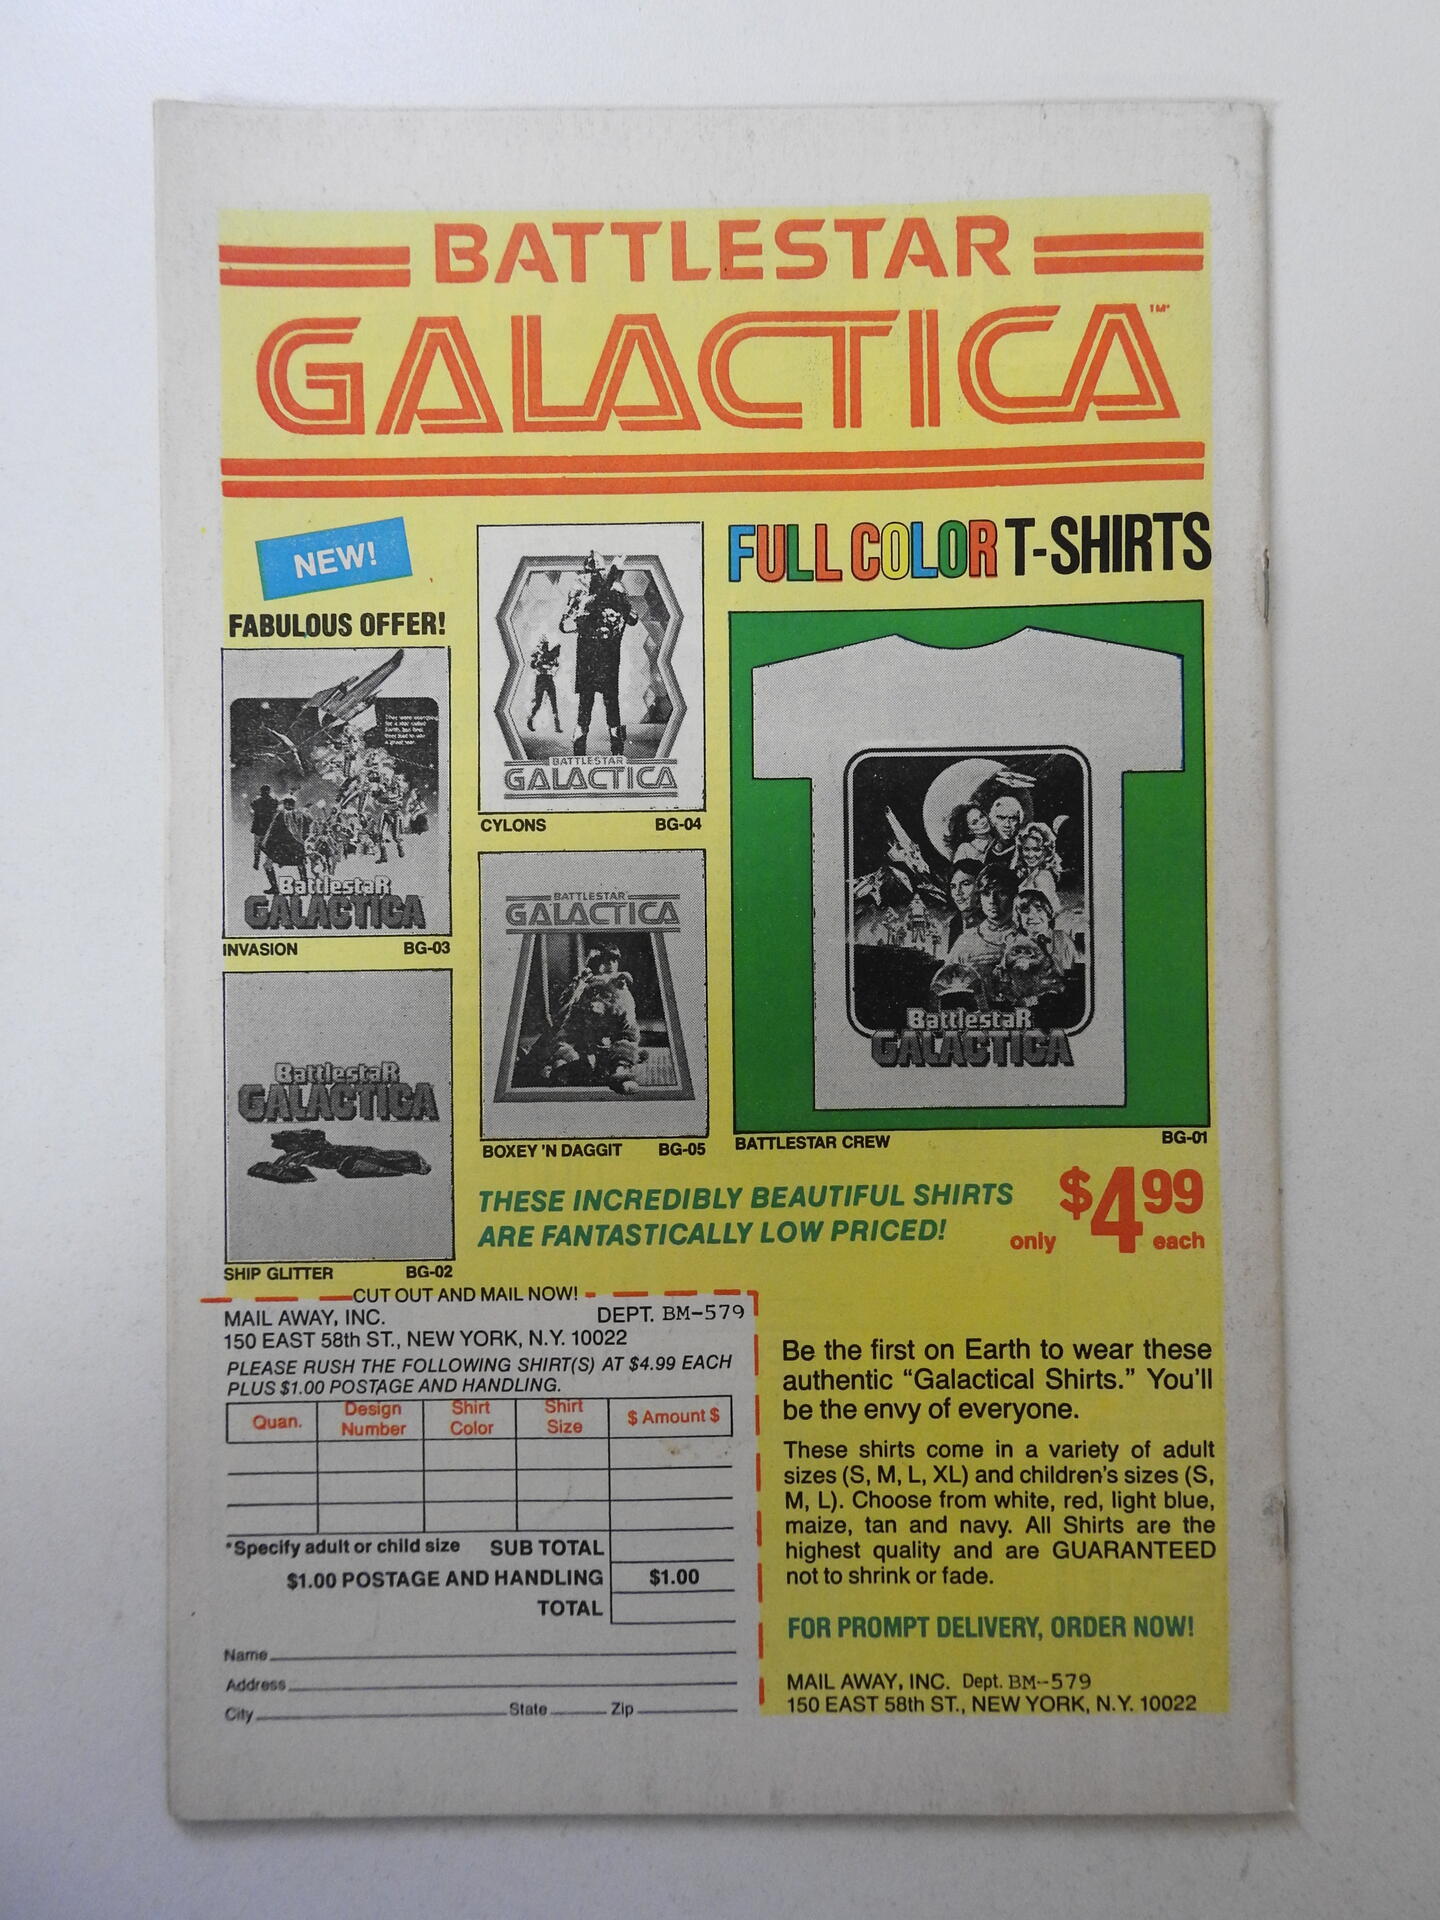 BATTLESTAR
GALACTICA™
NEW!
FABULOUS OFFER!
FULL COLOR T-SHIRTS
BattlestaR
GALACTICA
INVASION BG-03
BATTLESTAR
GALACTICA
CYLONS BG-04
BattlestaR
GALACTICA
SHIP GLITTER BG-02
BATTLESTAR
GALACTICA
BOXEY 'N DAGGIT BG-05
BattlestaR
GALACTICA
BATTLESTAR CREW BG-01
THESE INCREDIBLY BEAUTIFUL SHIRTS
ARE FANTASTICALLY LOW PRICED!
only $4.99 each
CUT OUT AND MAIL NOW!
MAIL AWAY, INC. DEPT. BM-579
150 EAST 58th ST., NEW YORK, N.Y. 10022
PLEASE RUSH THE FOLLOWING SHIRT(S) AT $4.99 EACH
PLUS $1.00 POSTAGE AND HANDLING.
Quan. Design Number Shirt Color Shirt Size $ Amount $
*Specify adult or child size SUB TOTAL
$1.00 POSTAGE AND HANDLING $1.00
TOTAL
Name
Address
City State Zip
Be the first on Earth to wear these
authentic “Galactical Shirts.” You'll
be the envy of everyone.
These shirts come in a variety of adult
sizes (S, M, L, XL) and children's sizes (S,
M, L). Choose from white, red, light blue,
maize, tan and navy. All Shirts are the
highest quality and are GUARANTEED
not to shrink or fade.
FOR PROMPT DELIVERY, ORDER NOW!
MAIL AWAY, INC. Dept. BM--579
150 EAST 58th ST., NEW YORK, N.Y. 10022